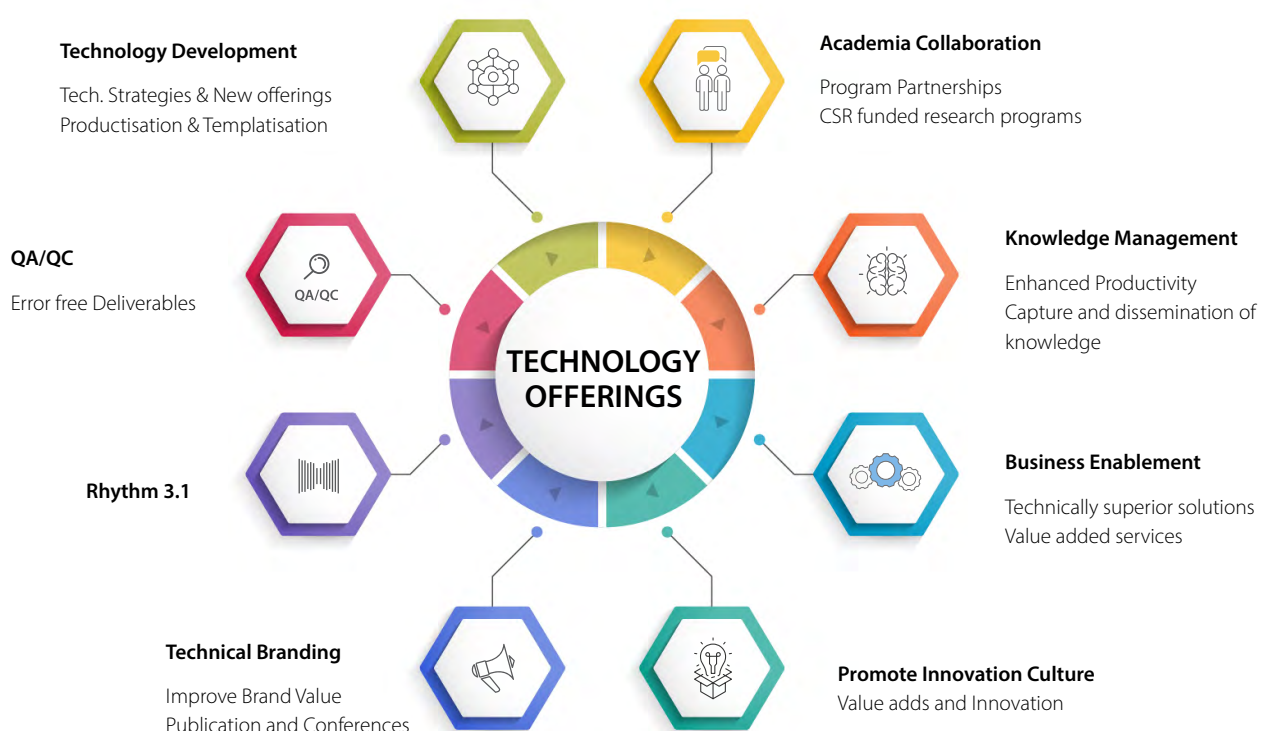 Technology Development
Tech. Strategies & New offerings
Productisation & Templatisation
Academia Collaboration
Program Partnerships
CSR funded research programs
QA/QC
Error free Deliverables
QA/QC
Knowledge Management
Enhanced Productivity
Capture and dissemination of
knowledge
TECHNOLOGY
OFFERINGS
Rhythm 3.1
Business Enablement
Technically superior solutions
Value added services
Technical Branding
Improve Brand Value
Publication and Conferences
Promote Innovation Culture
Value adds and Innovation